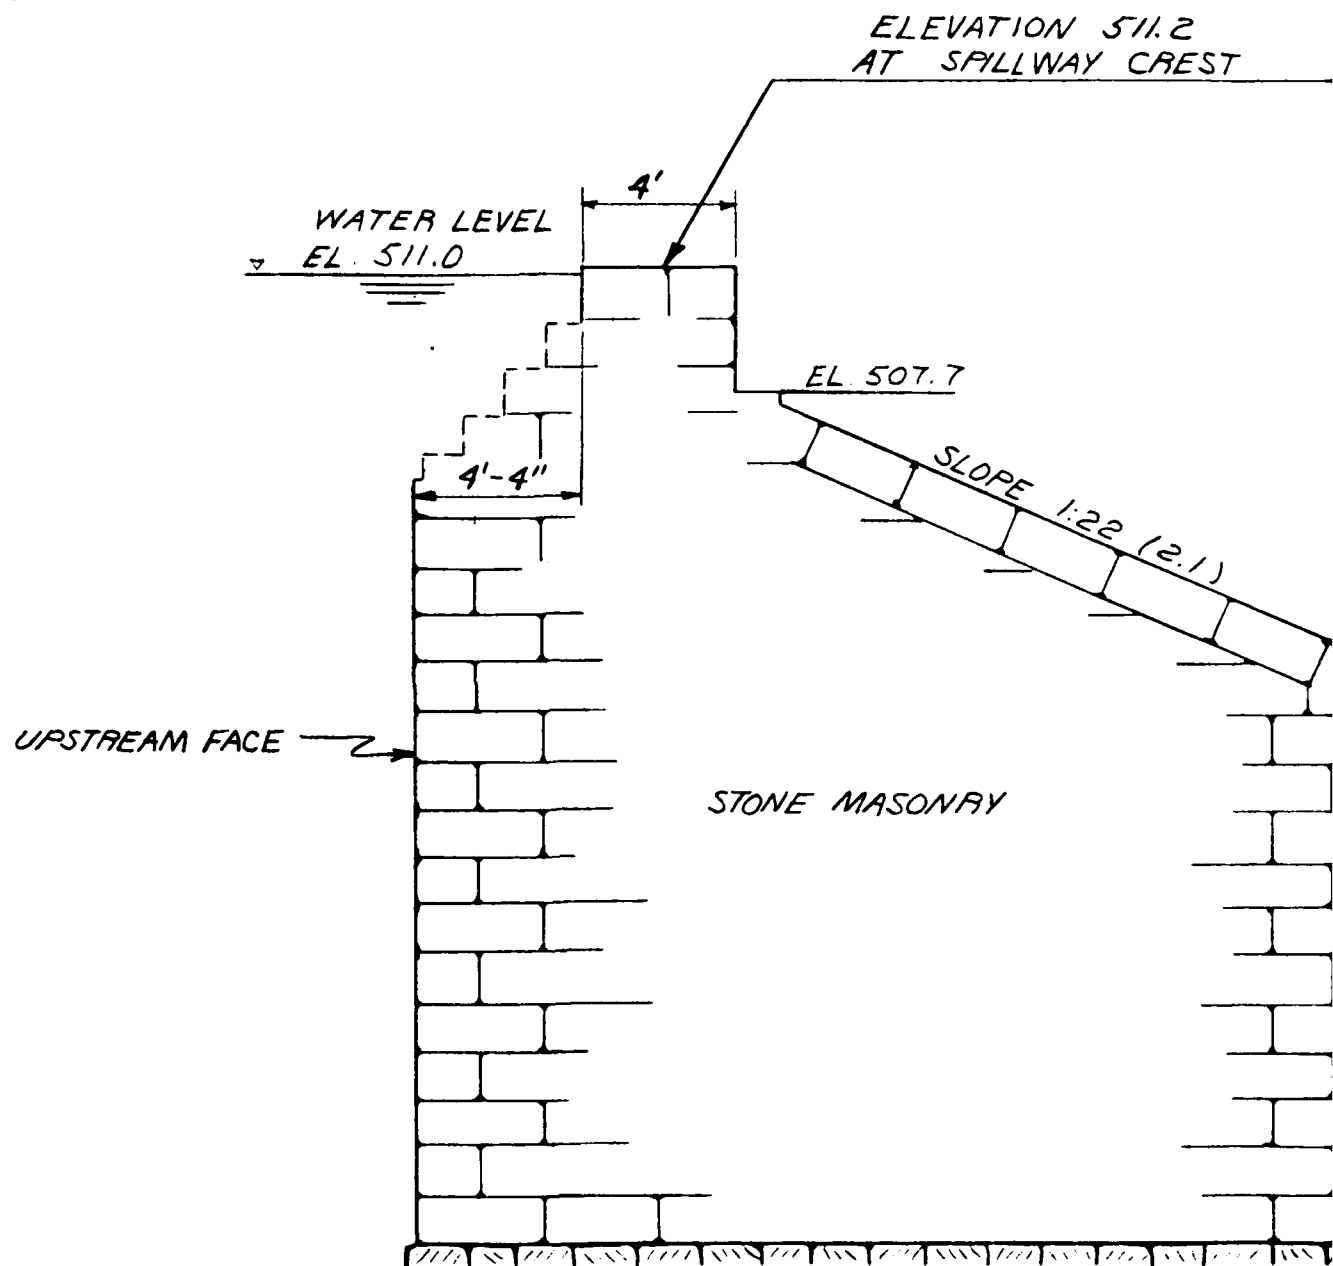 ELEVATION 511.2
AT SPILLWAY CREST
4'
WATER LEVEL
EL. 511.0
EL. 507.7
4'-4"
SLOPE 1:22 (2.1)
UPSTREAM FACE
STONE MASONRY